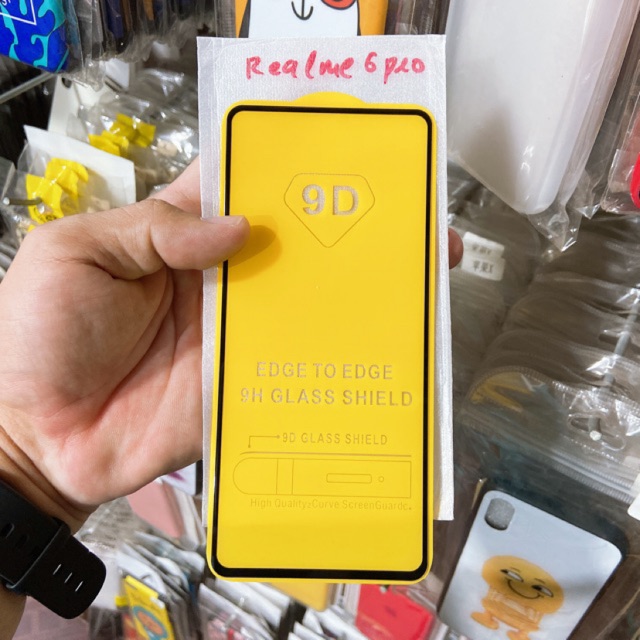 Realme 6 pro
9D
EDGE TO EDGE
9H GLASS SHIELD
9D GLASS SHIELD
High Quality:Curve ScreenGuard:.